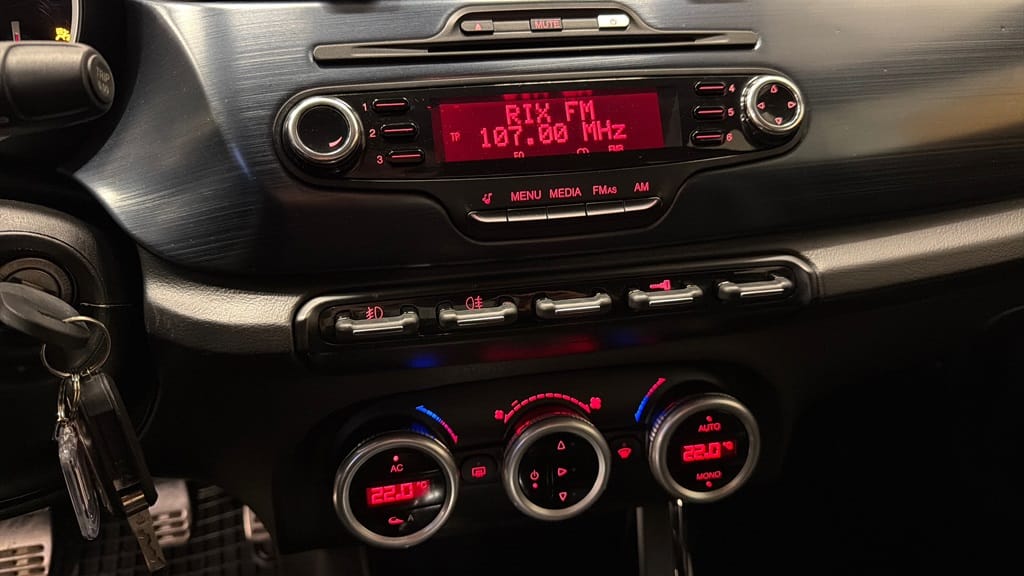 TRIP
MUTE
1
2
3
TP
RIX FM
107.00 MHz
4
5
6
MENU MEDIA FMAS AM
AC
22.0°
AUTO
22.0°
MONO